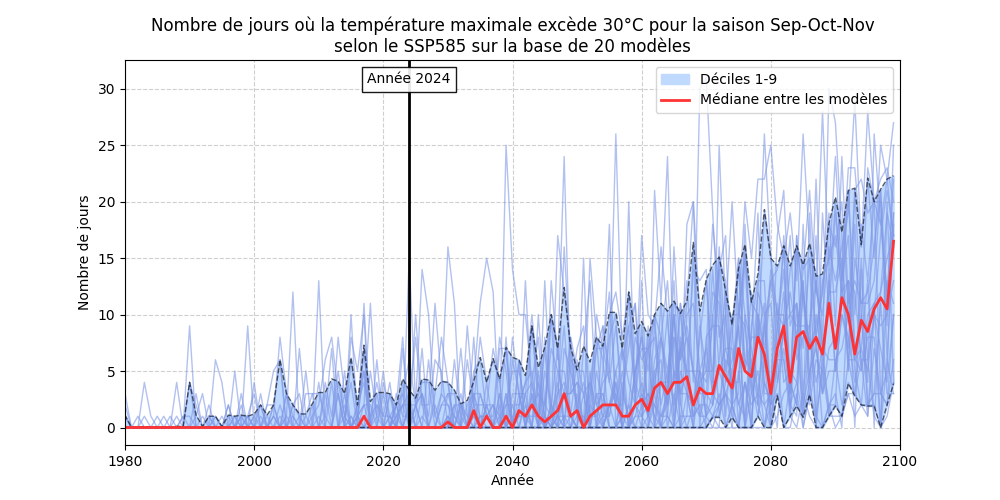 Nombre de jours où la température maximale excède 30°C pour la saison Sep-Oct-Nov
selon le SSP585 sur la base de 20 modèles
Année 2024
Déciles 1-9
Médiane entre les modèles
Nombre de jours
30
25
20
15
10
5
0
1980
2000
2020
2040
2060
2080
2100
Année